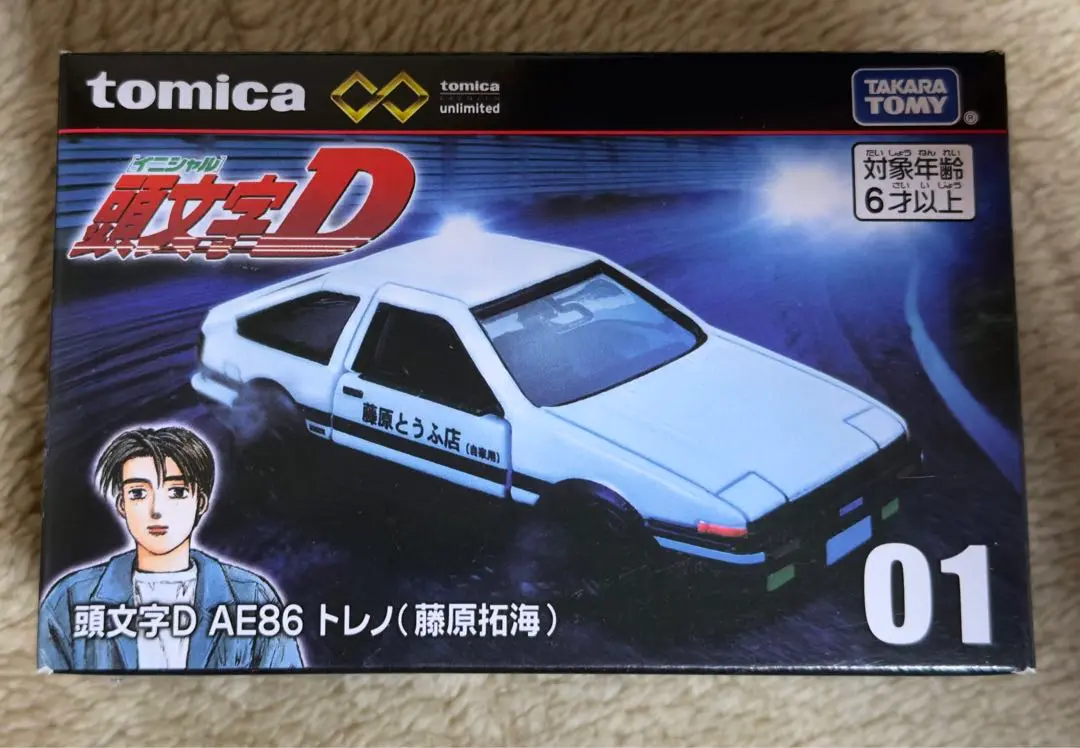 tomica
tomica
PREMIUM
unlimited
TAKARA
TOMY
®
イニシャル
頭文字D
たいしょうねんれい
対象年齢
さいいじょう
6才以上
藤原とうふ店(自家用)
頭文字D AE86 トレノ(藤原拓海)
01